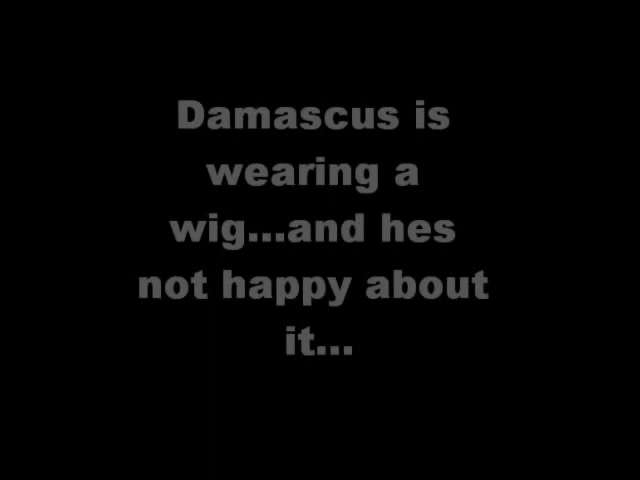 Damascus is
wearing a
wig...and hes
not happy about
it...